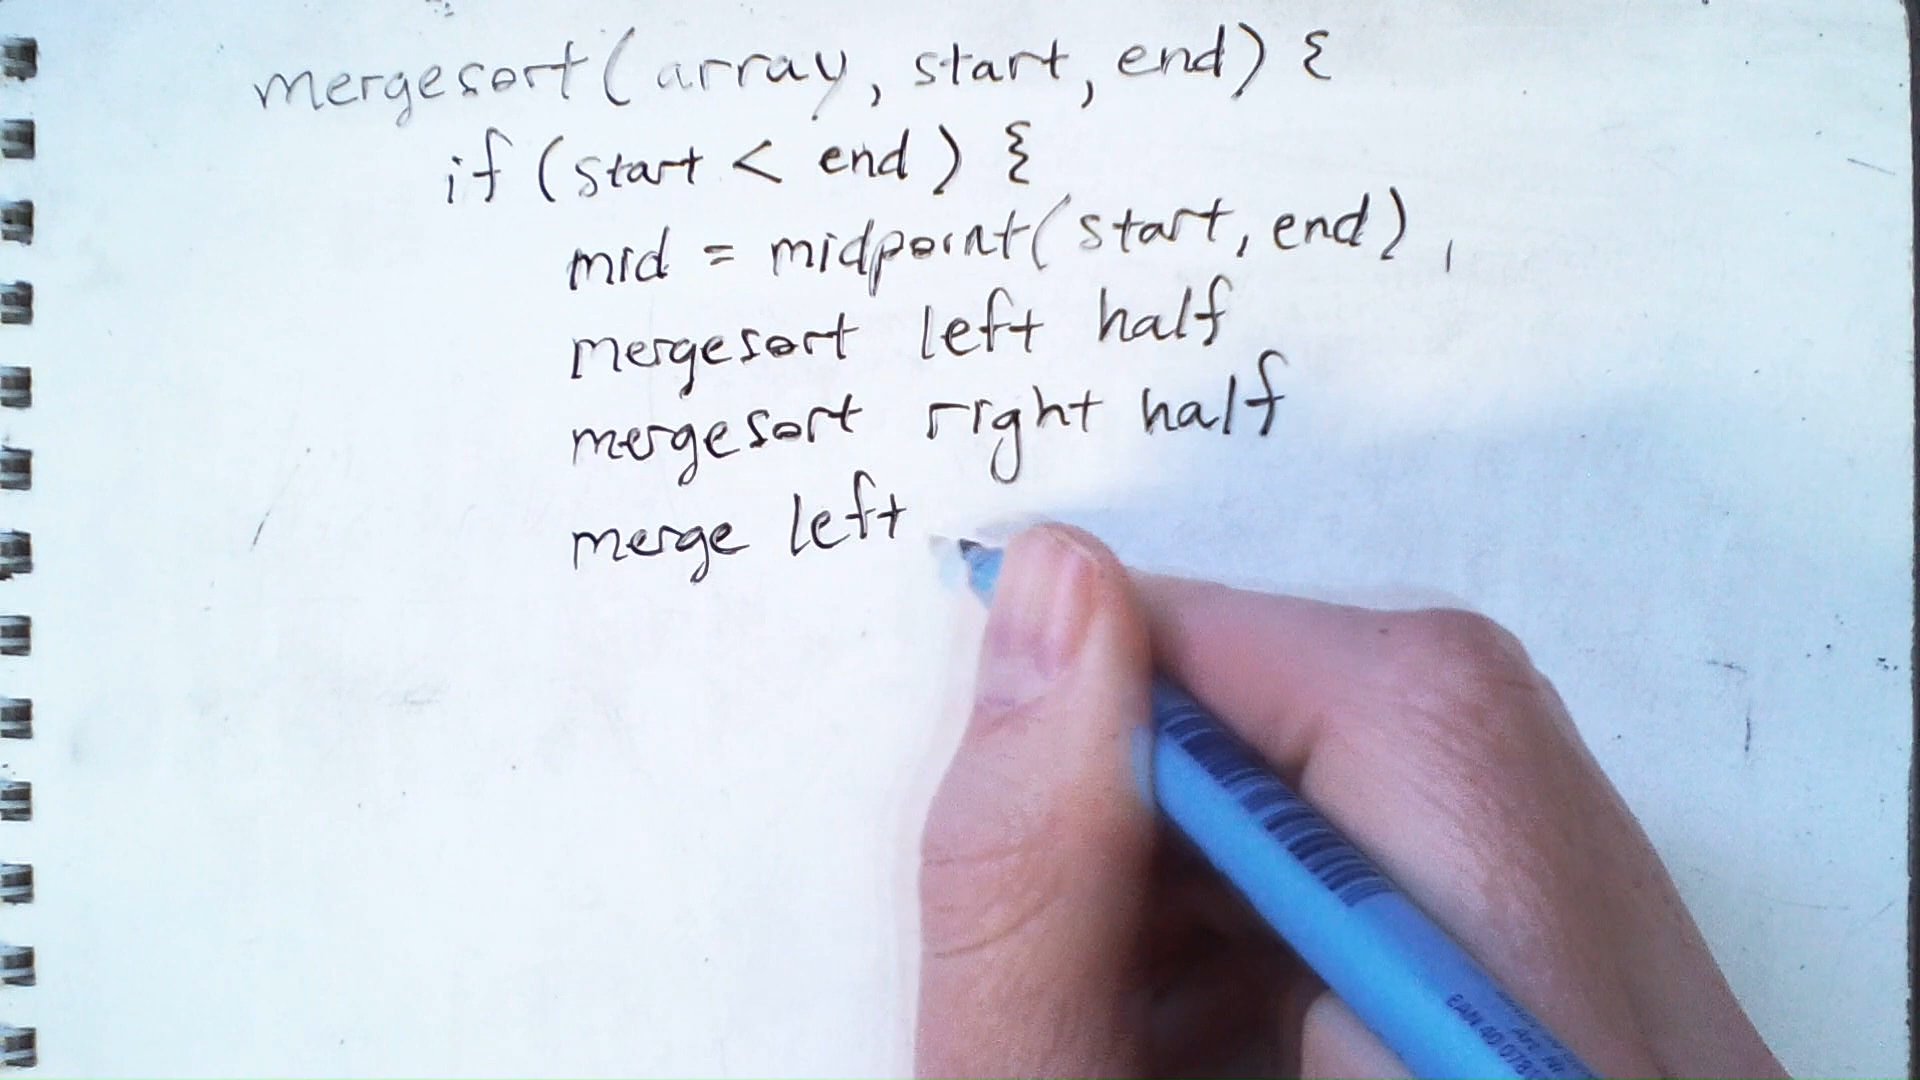 mergesort(array, start, end) {
if (start < end) {
mid = midpoint(start, end),
mergesort left half
mergesort right half
merge left